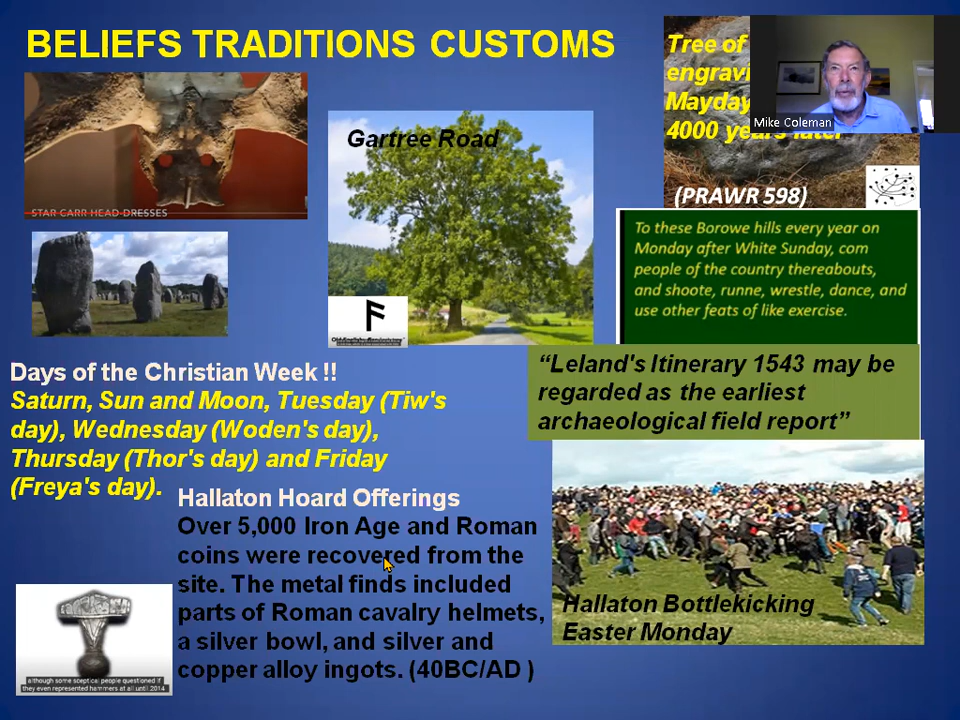 BELIEFS TRADITIONS CUSTOMS
STAR CARR HEAD-DRESSES
Gartree Road
Tree of
engravi
Mayday
4000 years later
(PRAWR 598)
Mike Coleman
To these Borowe hills every year on
Monday after White Sunday, com
people of the country thereabouts,
and shoote, runne, wrestle, dance, and
use other feats of like exercise.
“Leland's Itinerary 1543 may be
regarded as the earliest
archaeological field report”
Days of the Christian Week !!
Saturn, Sun and Moon, Tuesday (Tiw's
day), Wednesday (Woden's day),
Thursday (Thor's day) and Friday
(Freya's day).
Hallaton Hoard Offerings
Over 5,000 Iron Age and Roman
coins were recovered from the
site. The metal finds included
parts of Roman cavalry helmets,
a silver bowl, and silver and
copper alloy ingots. (40BC/AD )
Hallaton Bottlekicking
Easter Monday
although some sceptical people questioned if
they even represented hammers at all until 2014